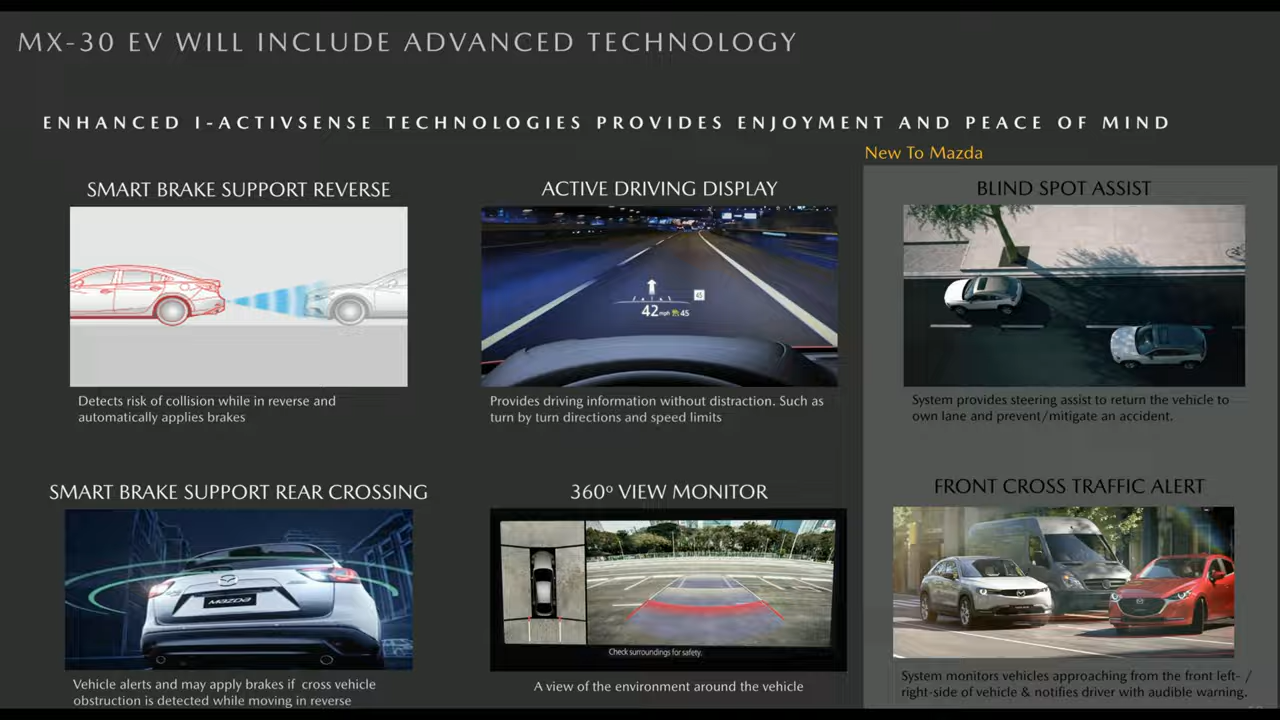 MX-30 EV WILL INCLUDE ADVANCED TECHNOLOGY
ENHANCED I-ACTIVSENSE TECHNOLOGIES PROVIDES ENJOYMENT AND PEACE OF MIND
New To Mazda
SMART BRAKE SUPPORT REVERSE
Detects risk of collision while in reverse and
automatically applies brakes
ACTIVE DRIVING DISPLAY
45
42 mph 45
Provides driving information without distraction. Such as
turn by turn directions and speed limits
BLIND SPOT ASSIST
System provides steering assist to return the vehicle to
own lane and prevent/mitigate an accident.
SMART BRAKE SUPPORT REAR CROSSING
mazda
Vehicle alerts and may apply brakes if cross vehicle
obstruction is detected while moving in reverse
360º VIEW MONITOR
Check surroundings for safety.
A view of the environment around the vehicle
FRONT CROSS TRAFFIC ALERT
System monitors vehicles approaching from the front left- /
right-side of vehicle & notifies driver with audible warning.